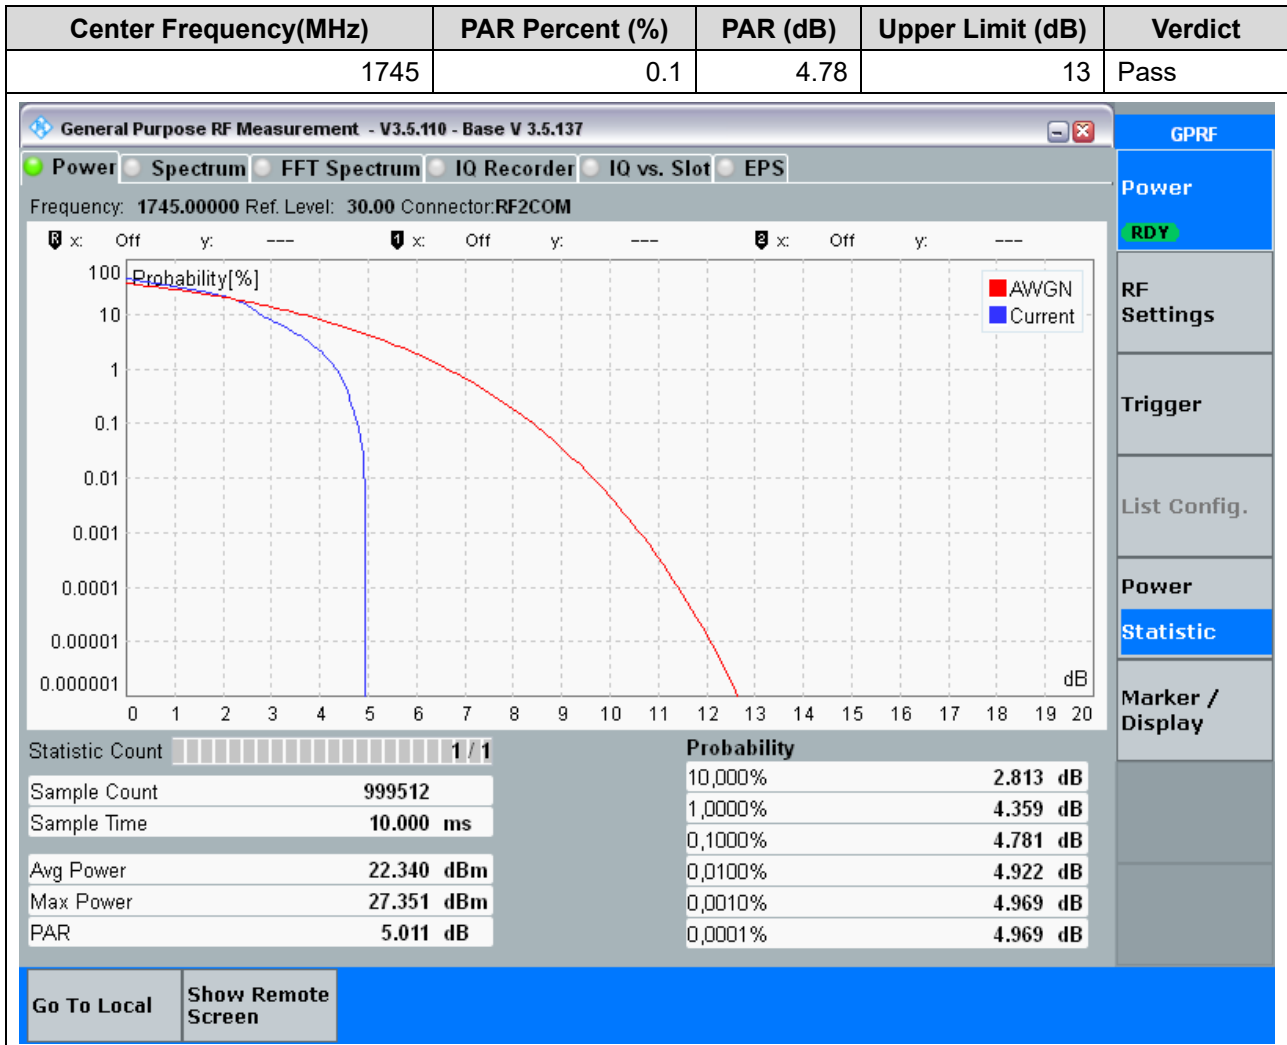 Center Frequency(MHz) PAR Percent (%) PAR (dB) Upper Limit (dB) Verdict
1745 0.1 4.78 13 Pass
General Purpose RF Measurement - V3.5.110 - Base V 3.5.137
GPRF
Power Spectrum FFT Spectrum IQ Recorder IQ vs. Slot EPS
Power
RDY
Frequency: 1745.00000 Ref. Level: 30.00 Connector:RF2COM
R x: Off y: --- 1 x: Off y: --- 2 x: Off y: ---
Probability[%]
AWGN
Current
100
10
1
0.1
0.01
0.001
0.0001
0.00001
0.000001
dB
0 1 2 3 4 5 6 7 8 9 10 11 12 13 14 15 16 17 18 19 20
RF
Settings
Trigger
List Config.
Power
Statistic
Marker /
Display
Statistic Count 1 / 1
Sample Count 999512
Sample Time 10.000 ms
Avg Power 22.340 dBm
Max Power 27.351 dBm
PAR 5.011 dB
Probability
10,000% 2.813 dB
1,0000% 4.359 dB
0,1000% 4.781 dB
0,0100% 4.922 dB
0,0010% 4.969 dB
0,0001% 4.969 dB
Go To Local
Show Remote
Screen